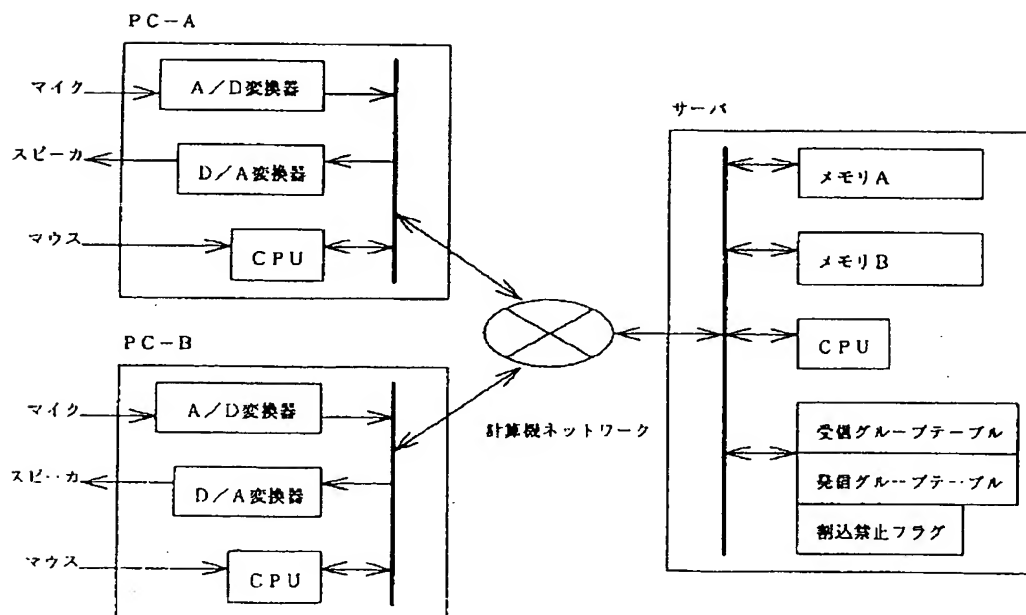 PC-A
マイク
A/D変換器
スピーカ
D/A変換器
マウス
CPU
PC-B
マイク
A/D変換器
スピーカ
D/A変換器
マウス
CPU
計算機ネットワーク
サーバ
メモリA
メモリB
CPU
受信グループテーブル
発信グループテーブル
割込禁止フラグ